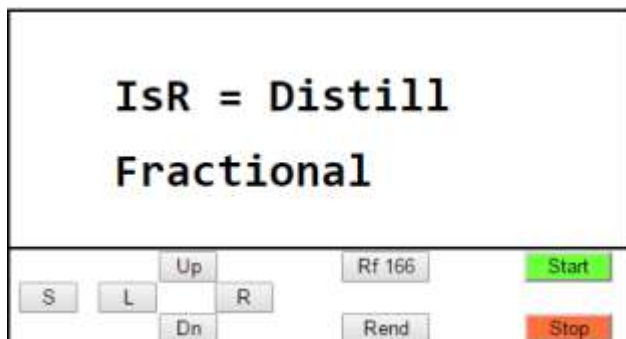 IsR = Distill
Fractional
Up Rf 166 Start
S L R
Dn Rend Stop